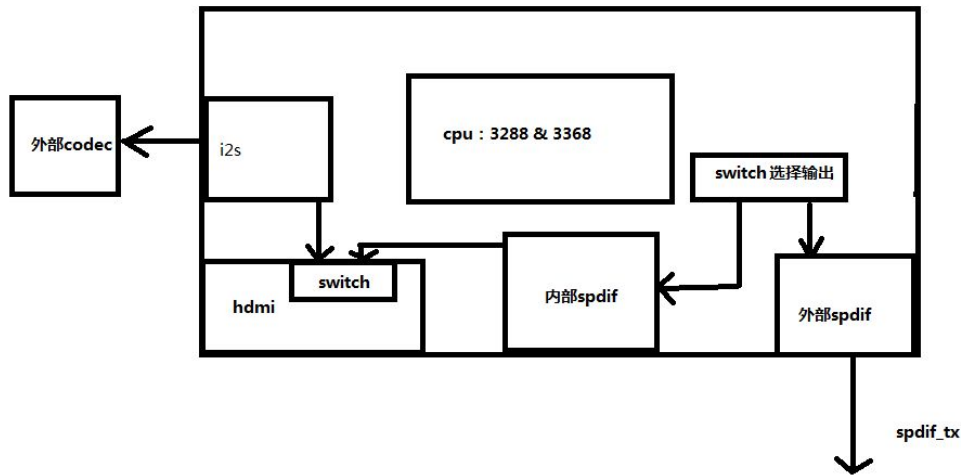 cpu：3288 & 3368
外部codec
i2s
switch 选择输出
switch
hdmi
内部spdif
外部spdif
spdif_tx